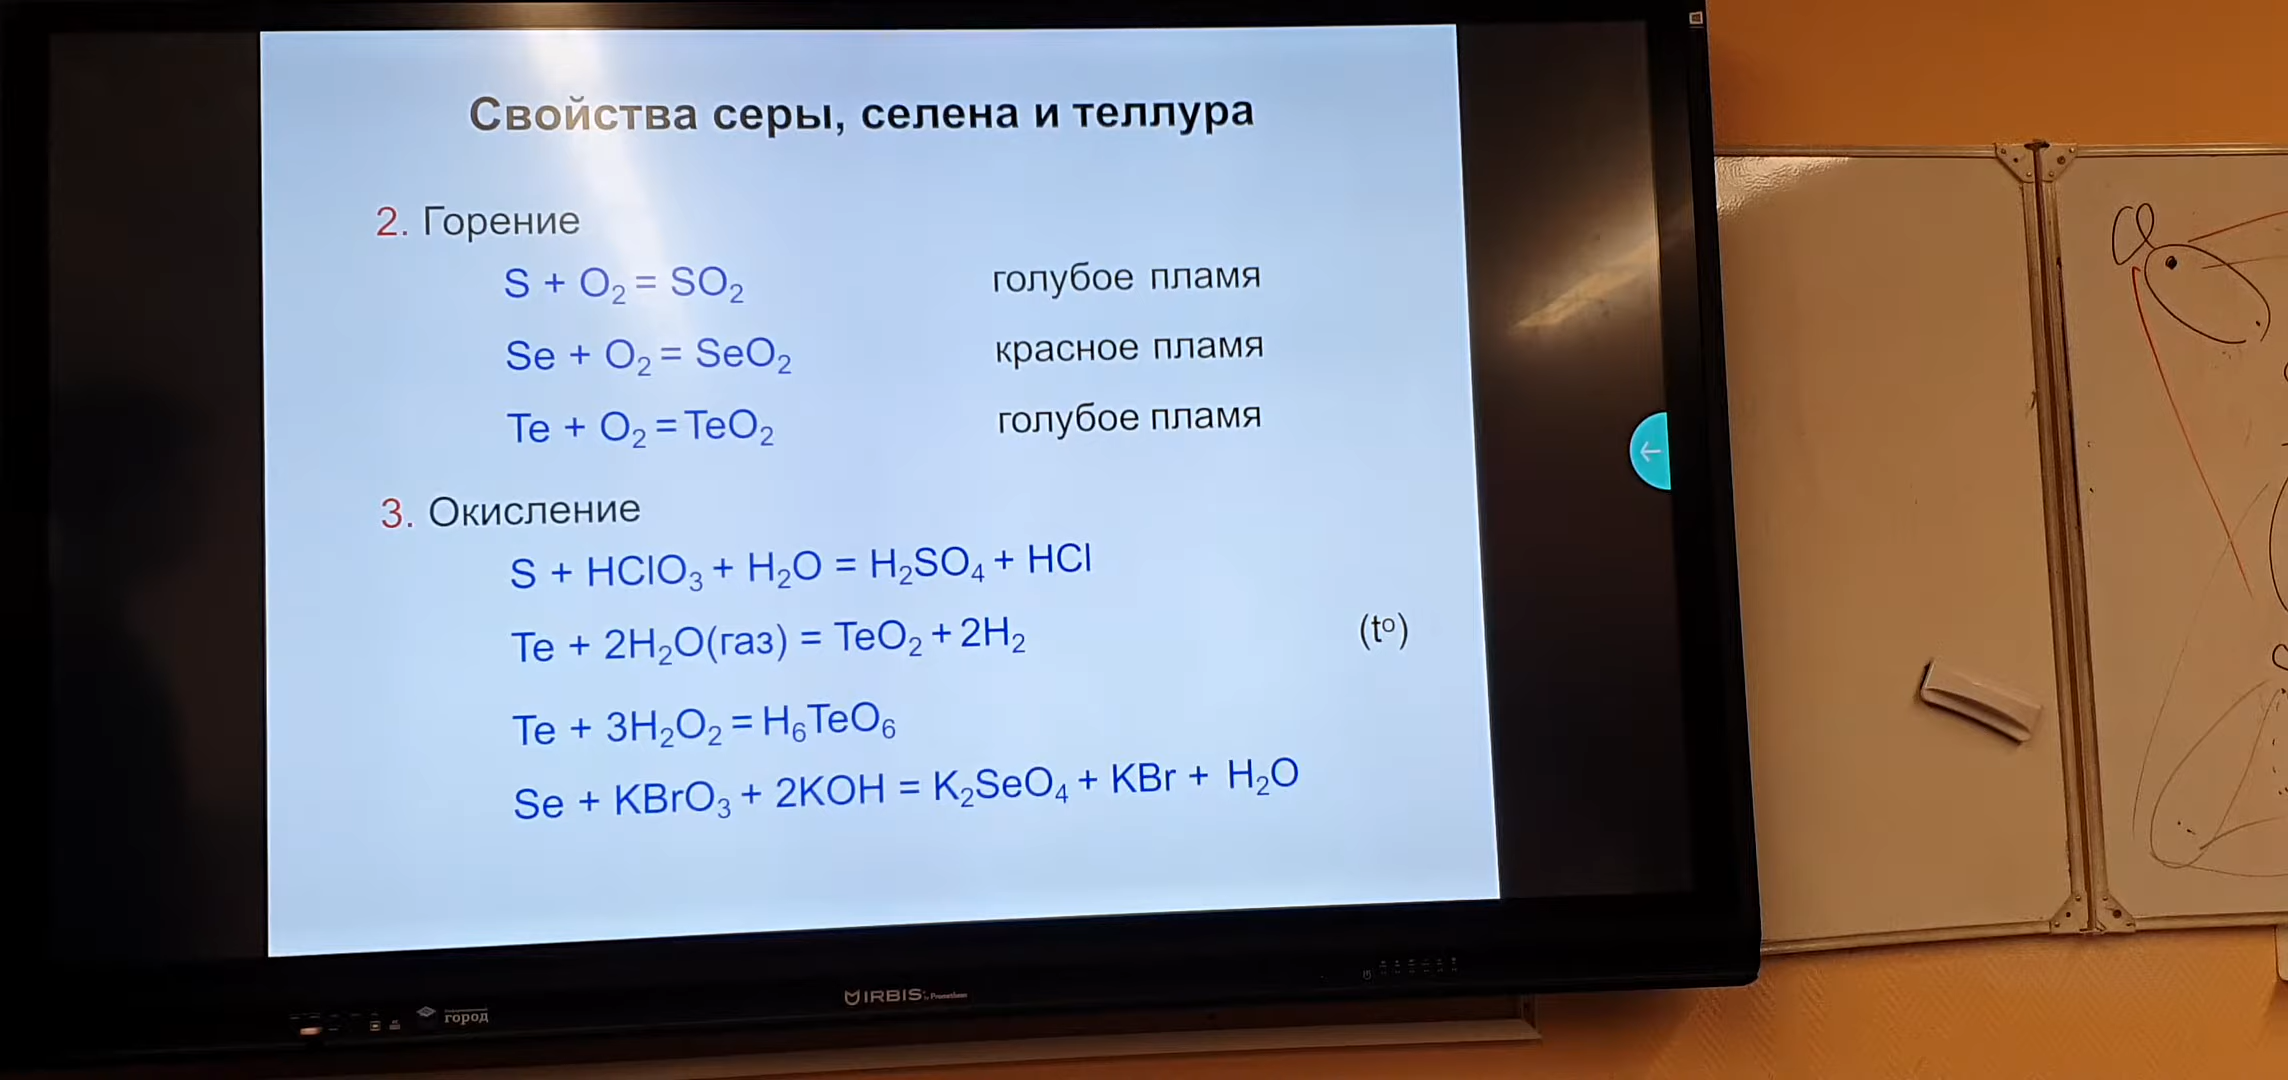 Свойства серы, селена и теллура
2. Горение
S + O₂ = SO₂ голубое пламя
Se + O₂ = SeO₂ красное пламя
Te + O₂ = TeO₂ голубое пламя
3. Окисление
S + HClO₃ + H₂O = H₂SO₄ + HCl
Te + 2H₂O(газ) = TeO₂ + 2H₂ (tº)
Te + 3H₂O₂ = H₆TeO₆
Se + KBrO₃ + 2KOH = K₂SeO₄ + KBr + H₂O
IRBIS by Promethean
город